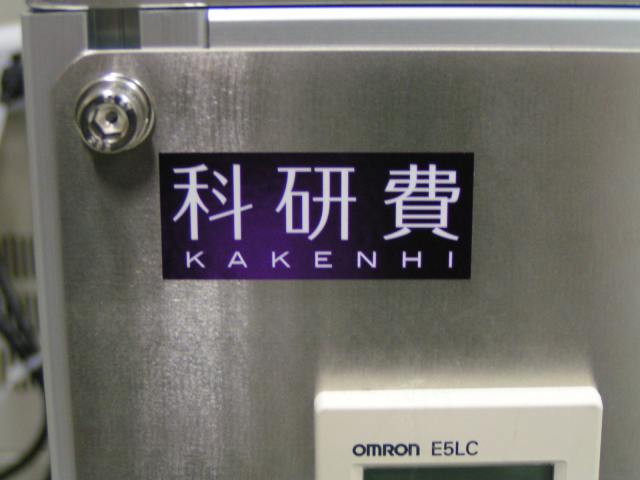 科研費
KAKENHI
OMRON E5LC